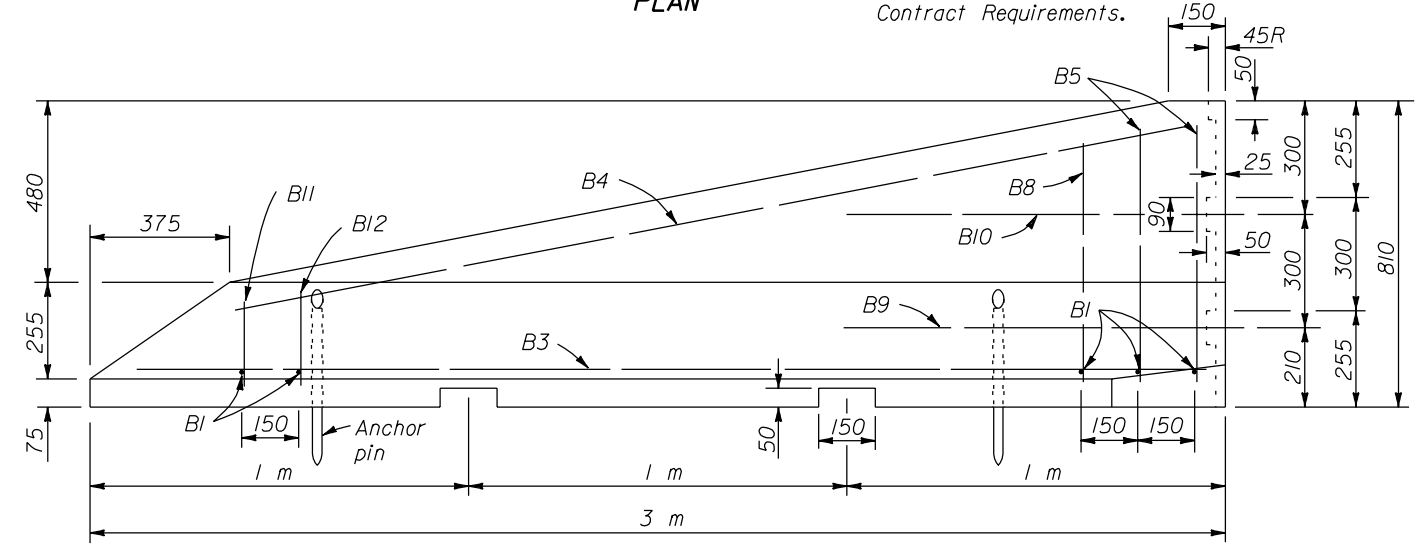 PLAN
Contract Requirements.
150
45R
50
B5
480
300
255
25
B11
B4
B8
B12
90
375
B10
50
300
300
810
B9
B1
255
B3
210
255
B1
150
Anchor
pin
75
50
150
150
150
1 m
1 m
1 m
3 m